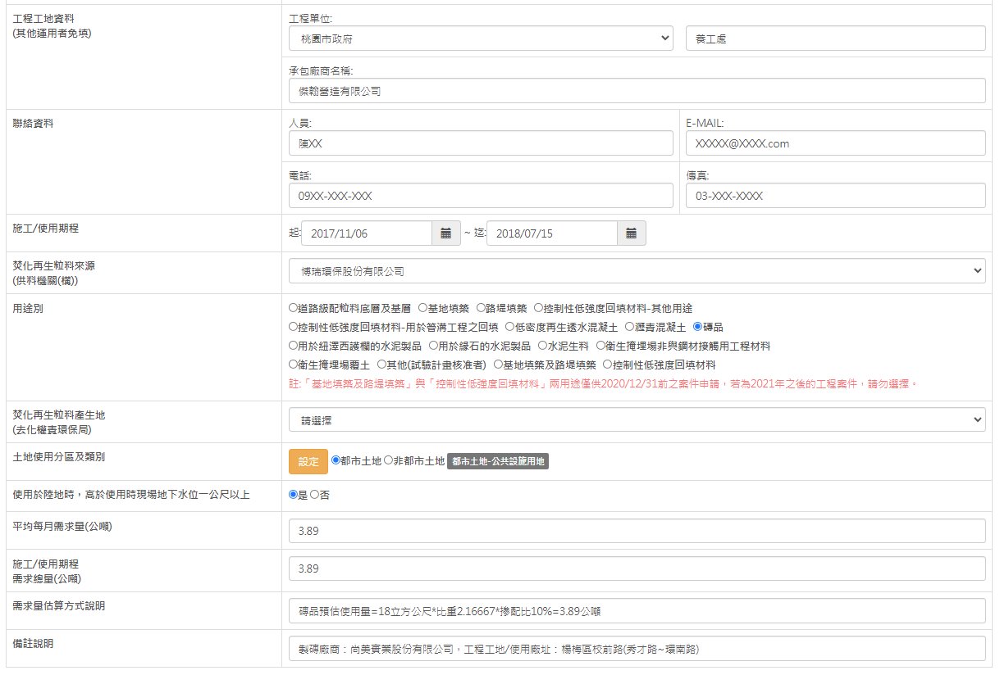 工程工地資料
(其他運用者免填)
工程單位:
桃園市政府
養工處
承包廠商名稱:
傑翰營造有限公司
聯絡資料
人員:
E-MAIL:
陳XX
XXXXX@XXXX.com
電話:
傳真:
09XX-XXX-XXX
03-XXX-XXXX
施工/使用期程
起: 2017/11/06 ~ 迄: 2018/07/15
焚化再生粒料來源
(供料機關(構))
博瑞環保股份有限公司
用途別
道路級配粒料底層及基層 基地填築 路堤填築 控制性低強度回填材料-其他用途
控制性低強度回填材料-用於管溝工程之回填 低密度再生透水混凝土 瀝青混凝土 磚品
用於紐澤西護欄的水泥製品 用於緣石的水泥製品 水泥生料 衛生掩埋場非與鋼材接觸用工程材料
衛生掩埋場覆土 其他(試驗計畫核准者) 基地填築及路堤填築 控制性低強度回填材料
註:「基地填築及路堤填築」與「控制性低強度回填材料」兩用途僅供2020/12/31前之案件申請，若為2021年之後的工程案件，請勿選擇。
焚化再生粒料產生地
(去化權責環保局)
請選擇
土地使用分區及類別
設定 都市土地 非都市土地 都市土地-公共設施用地
使用於陸地時，高於使用時現場地下水位一公尺以上
是 否
平均每月需求量(公噸)
3.89
施工/使用期程
需求總量(公噸)
3.89
需求量估算方式說明
磚品預估使用量=18立方公尺*比重2.16667*摻配比10%=3.89公噸
備註說明
製磚廠商：尚美實業股份有限公司，工程工地/使用廠址：楊梅區校前路(秀才路~環南路)